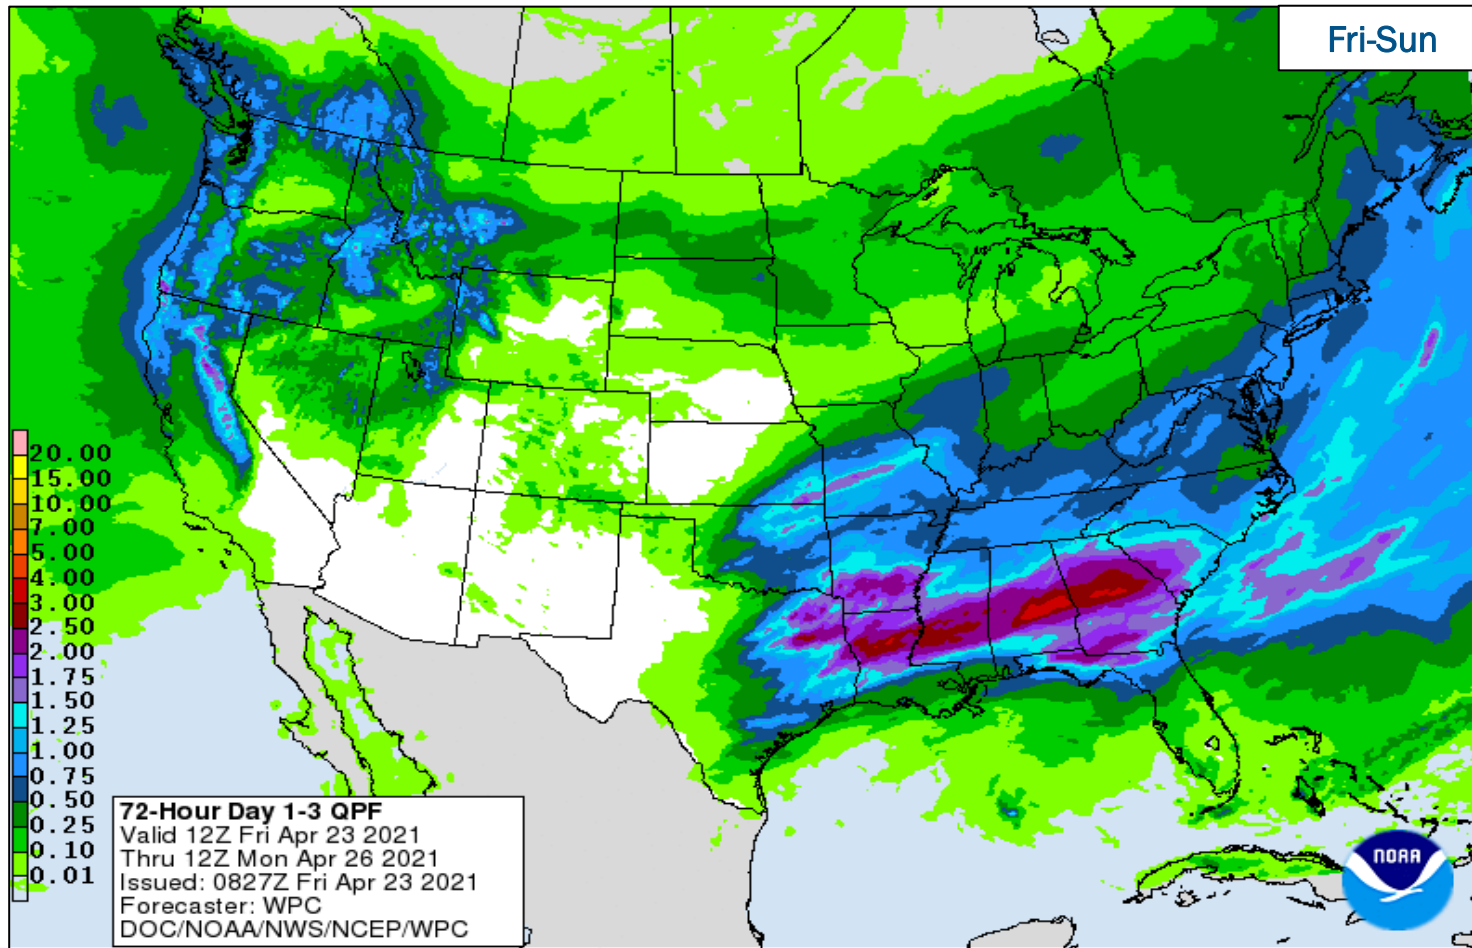 Fri-Sun
20.00
15.00
10.00
7.00
5.00
4.00
3.00
2.50
2.00
1.75
1.50
1.25
1.00
0.75
0.50
0.25
0.10
0.01
72-Hour Day 1-3 QPF
Valid 12Z Fri Apr 23 2021
Thru 12Z Mon Apr 26 2021
Issued: 0827Z Fri Apr 23 2021
Forecaster: WPC
DOC/NOAA/NWS/NCEP/WPC
NOAA